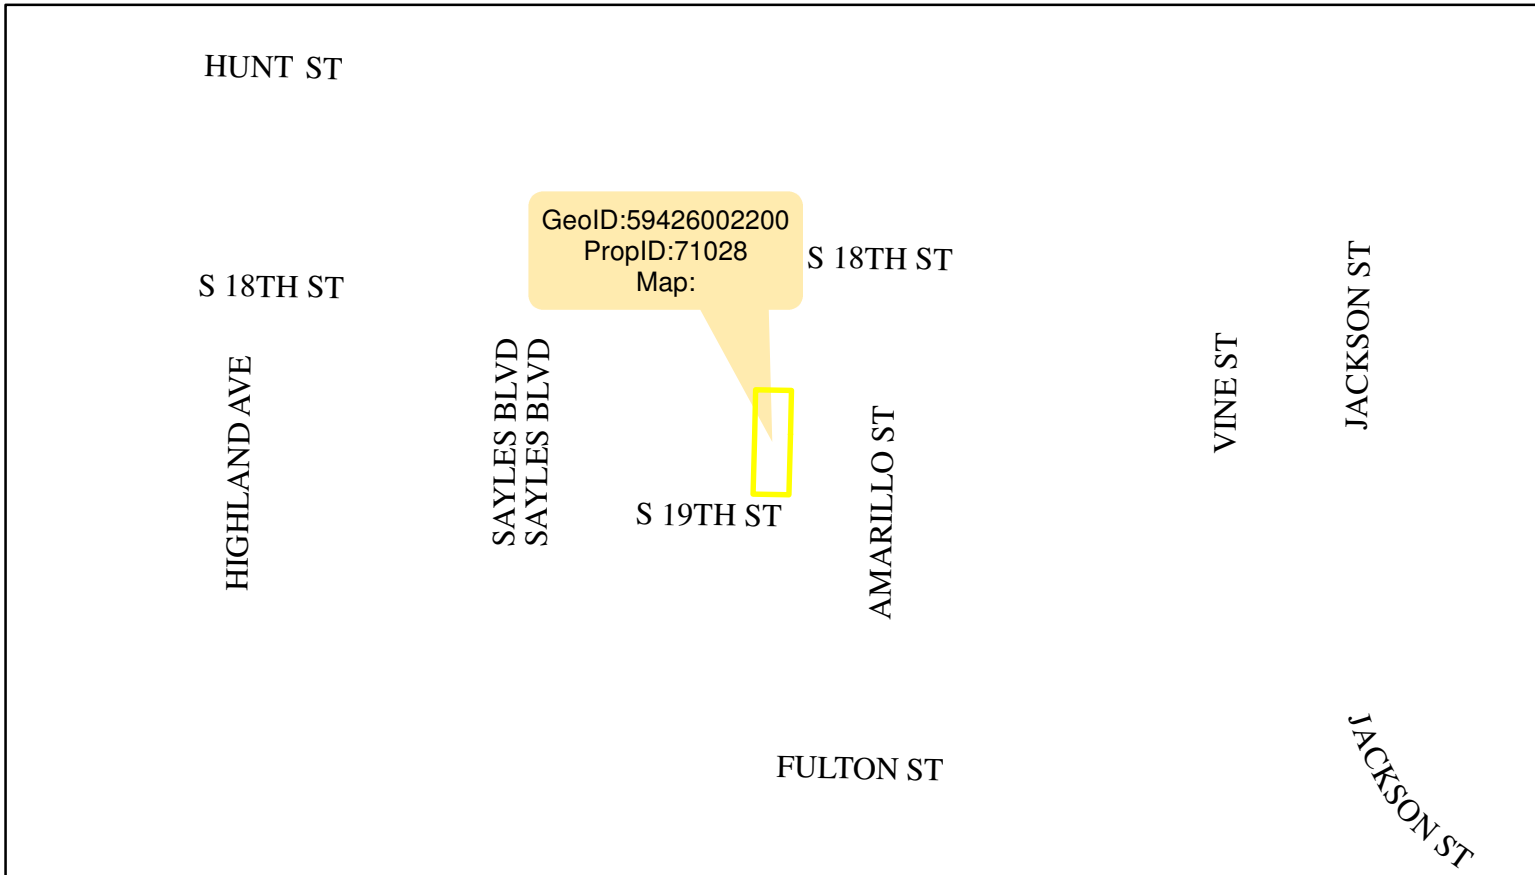 HUNT ST
GeoID:59426002200
PropID:71028
Map:
S 18TH ST
S 18TH ST
HIGHLAND AVE
SAYLES BLVD
SAYLES BLVD
S 19TH ST
AMARILLO ST
VINE ST
JACKSON ST
FULTON ST
JACKSON ST